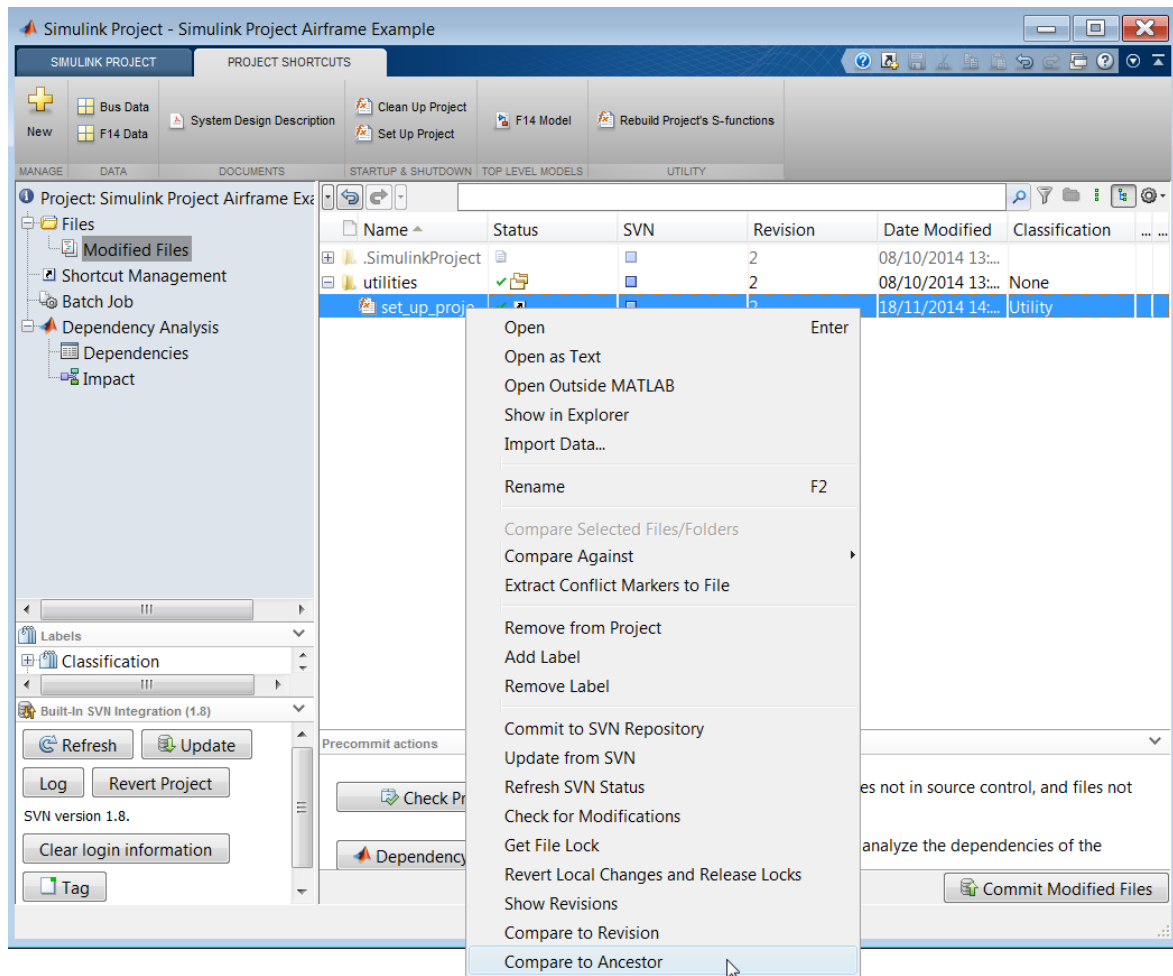 Simulink Project - Simulink Project Airframe Example
SIMULINK PROJECT PROJECT SHORTCUTS
New
Bus Data
F14 Data
System Design Description
Clean Up Project
Set Up Project
F14 Model
Rebuild Project's S-functions
MANAGE DATA DOCUMENTS STARTUP & SHUTDOWN TOP LEVEL MODELS UTILITY
Project: Simulink Project Airframe Exa
Files
Modified Files
Shortcut Management
Batch Job
Dependency Analysis
Dependencies
Impact
Name Status SVN Revision Date Modified Classification ... ...
.SimulinkProject 2 08/10/2014 13:...
utilities 2 08/10/2014 13:... None
set_up_proje 2 18/11/2014 14:... Utility
Open Enter
Open as Text
Open Outside MATLAB
Show in Explorer
Import Data...
Rename F2
Compare Selected Files/Folders
Compare Against
Extract Conflict Markers to File
Remove from Project
Add Label
Remove Label
Commit to SVN Repository
Update from SVN
Refresh SVN Status
Check for Modifications
Get File Lock
Revert Local Changes and Release Locks
Show Revisions
Compare to Revision
Compare to Ancestor
Labels
Classification
Built-In SVN Integration (1.8)
Refresh Update
Log Revert Project
SVN version 1.8.
Clear login information
Tag
Precommit actions
Check Pr
es not in source control, and files not
Dependency
analyze the dependencies of the
Commit Modified Files